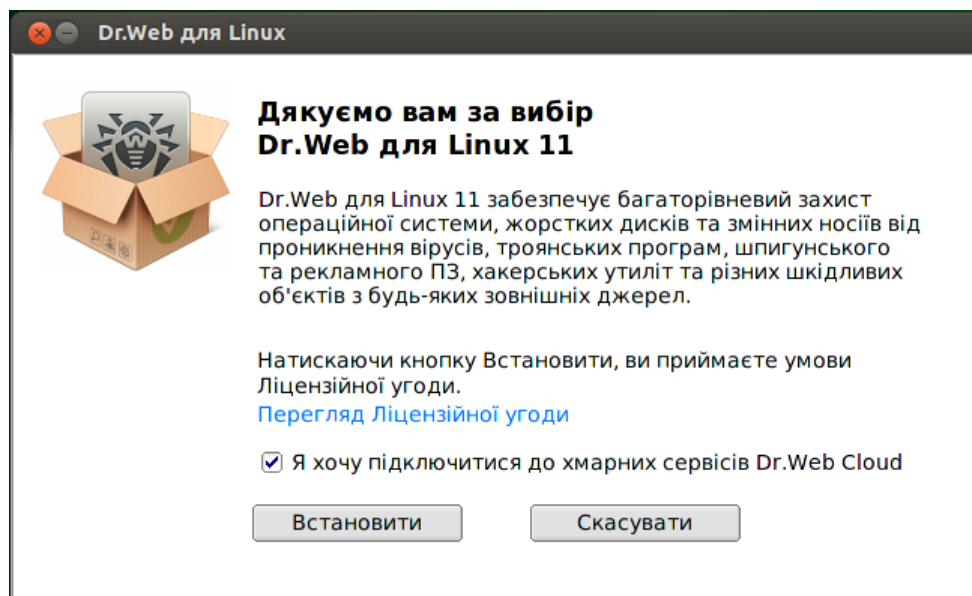 Dr.Web для Linux
Дякуємо вам за вибір
Dr.Web для Linux 11
Dr.Web для Linux 11 забезпечує багаторівневий захист
операційної системи, жорстких дисків та змінних носіїв від
проникнення вірусів, троянських програм, шпигунського
та рекламного ПЗ, хакерських утиліт та різних шкідливих
об'єктів з будь-яких зовнішніх джерел.
Натискаючи кнопку Встановити, ви приймаєте умови
Ліцензійної угоди.
Перегляд Ліцензійної угоди
Я хочу підключитися до хмарних сервісів Dr.Web Cloud
Встановити
Скасувати